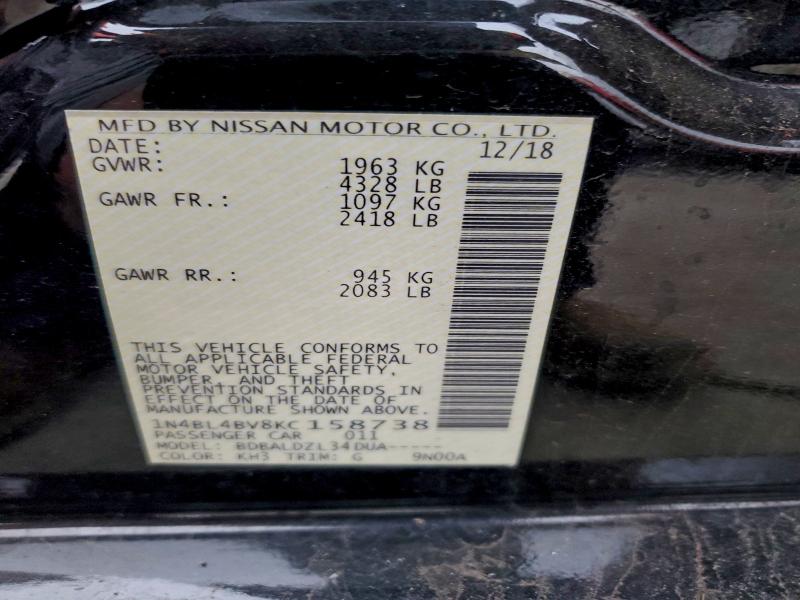 MFD BY NISSAN MOTOR CO., LTD.
DATE: 12/18
GVWR: 1963 KG
4328 LB
GAWR FR.: 1097 KG
2418 LB
GAWR RR.: 945 KG
2083 LB
THIS VEHICLE CONFORMS TO
ALL APPLICABLE FEDERAL
MOTOR VEHICLE SAFETY,
BUMPER, AND THEFT
PREVENTION STANDARDS IN
EFFECT ON THE DATE OF
MANUFACTURE SHOWN ABOVE.
1N4BL4BV8KC158738
PASSENGER CAR 011
MODEL: BDBALDZL34DUA-----
COLOR: KH3 TRIM: G 9N00A